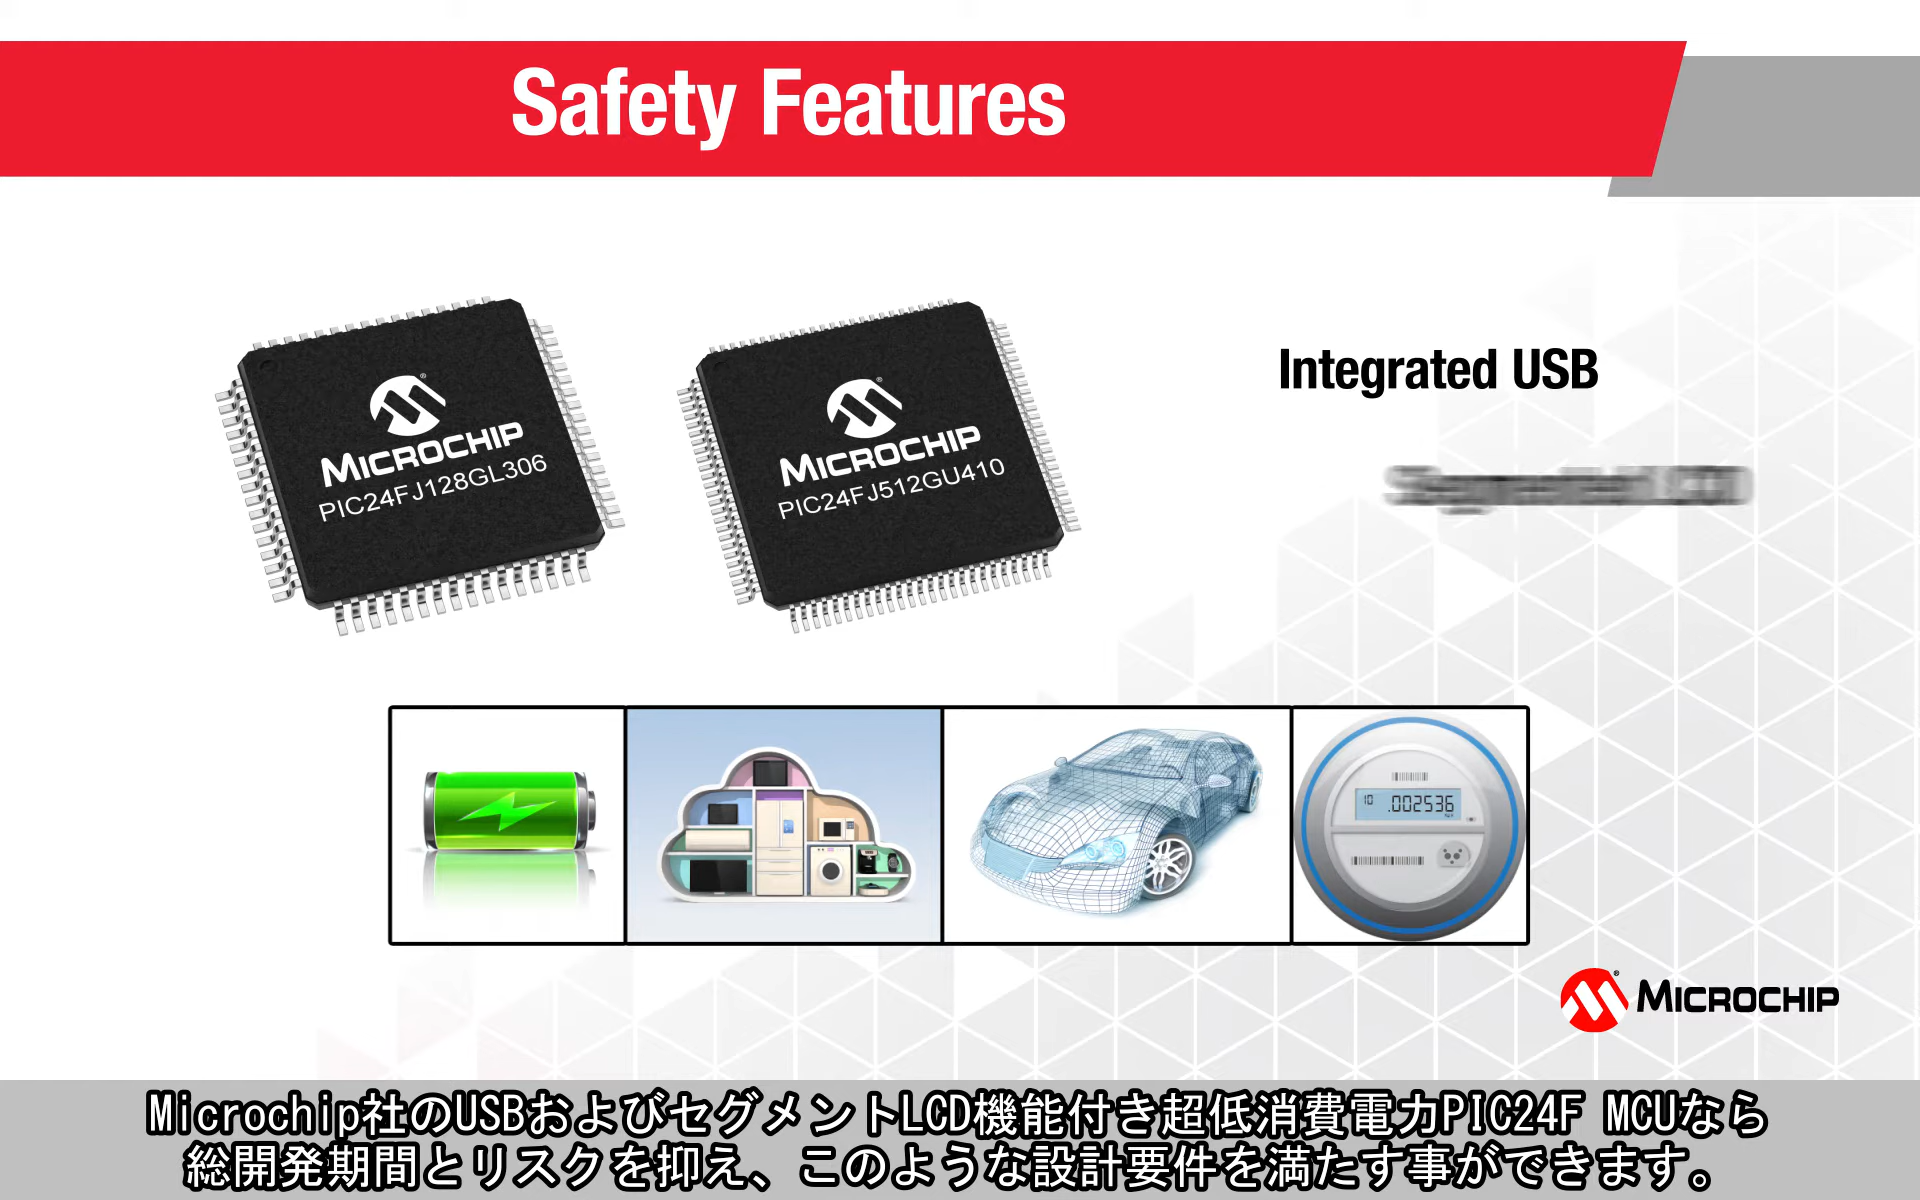 Safety Features
MICROCHIP
PIC24FJ128GL306
MICROCHIP
PIC24FJ512GU410
Integrated USB
Segmented LCD
10 .002536
MICROCHIP
Microchip社のUSBおよびセグメントLCD機能付き超低消費電力PIC24F MCUなら
総開発期間とリスクを抑え、このような設計要件を満たす事ができます。